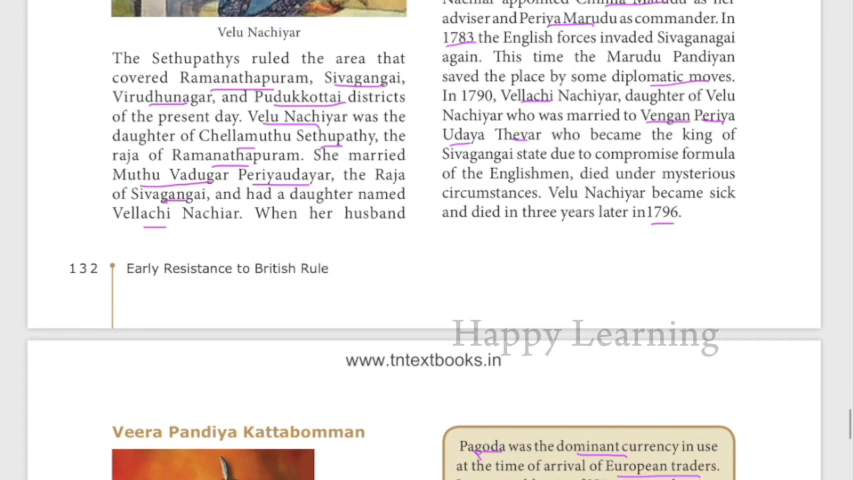 Velu Nachiyar
The Sethupathys ruled the area that
covered Ramanathapuram, Sivagangai,
Virudhunagar, and Pudukkottai districts
of the present day. Velu Nachiyar was the
daughter of Chellamuthu Sethupathy, the
raja of Ramanathapuram. She married
Muthu Vadugar Periyaudayar, the Raja
of Sivagangai, and had a daughter named
Vellachi Nachiar. When her husband
adviser and Periya Marudu as commander. In
1783 the English forces invaded Sivaganagai
again. This time the Marudu Pandiyan
saved the place by some diplomatic moves.
In 1790, Vellachi Nachiyar, daughter of Velu
Nachiyar who was married to Vengan Periya
Udaya Thevar who became the king of
Sivagangai state due to compromise formula
of the Englishmen, died under mysterious
circumstances. Velu Nachiyar became sick
and died in three years later in1796.
132 Early Resistance to British Rule
Happy Learning
www.tntextbooks.in
Veera Pandiya Kattabomman
Pagoda was the dominant currency in use
at the time of arrival of European traders.